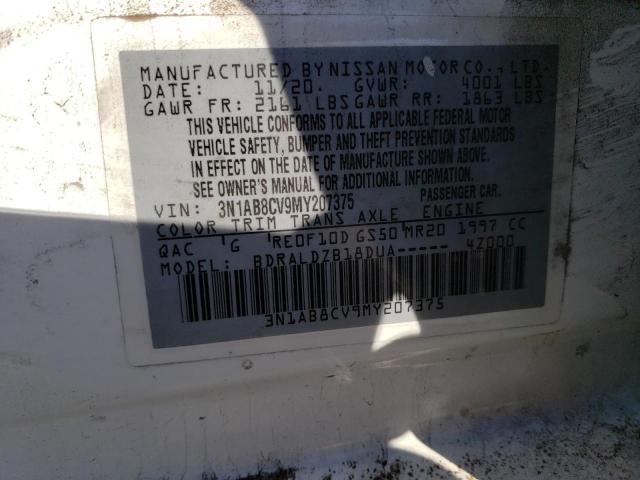 MANUFACTURED BY NISSAN MOTOR CO., LTD.
DATE: 11/20. GVWR: 4001 LBS
GAWR FR: 2161 LBS GAWR RR: 1863 LBS
THIS VEHICLE CONFORMS TO ALL APPLICABLE FEDERAL MOTOR
VEHICLE SAFETY, BUMPER AND THEFT PREVENTION STANDARDS
IN EFFECT ON THE DATE OF MANUFACTURE SHOWN ABOVE.
SEE OWNER'S MANUAL FOR ADDITIONAL INFORMATION.
VIN: 3N1AB8CV9MY207375 PASSENGER CAR.
COLOR TRIM TRANS AXLE ENGINE
QAC G RE0F10D GS50 MR20 1997 CC
MODEL: BDRALDZB18DUA----- 4Z000
3N1AB8CV9MY207375